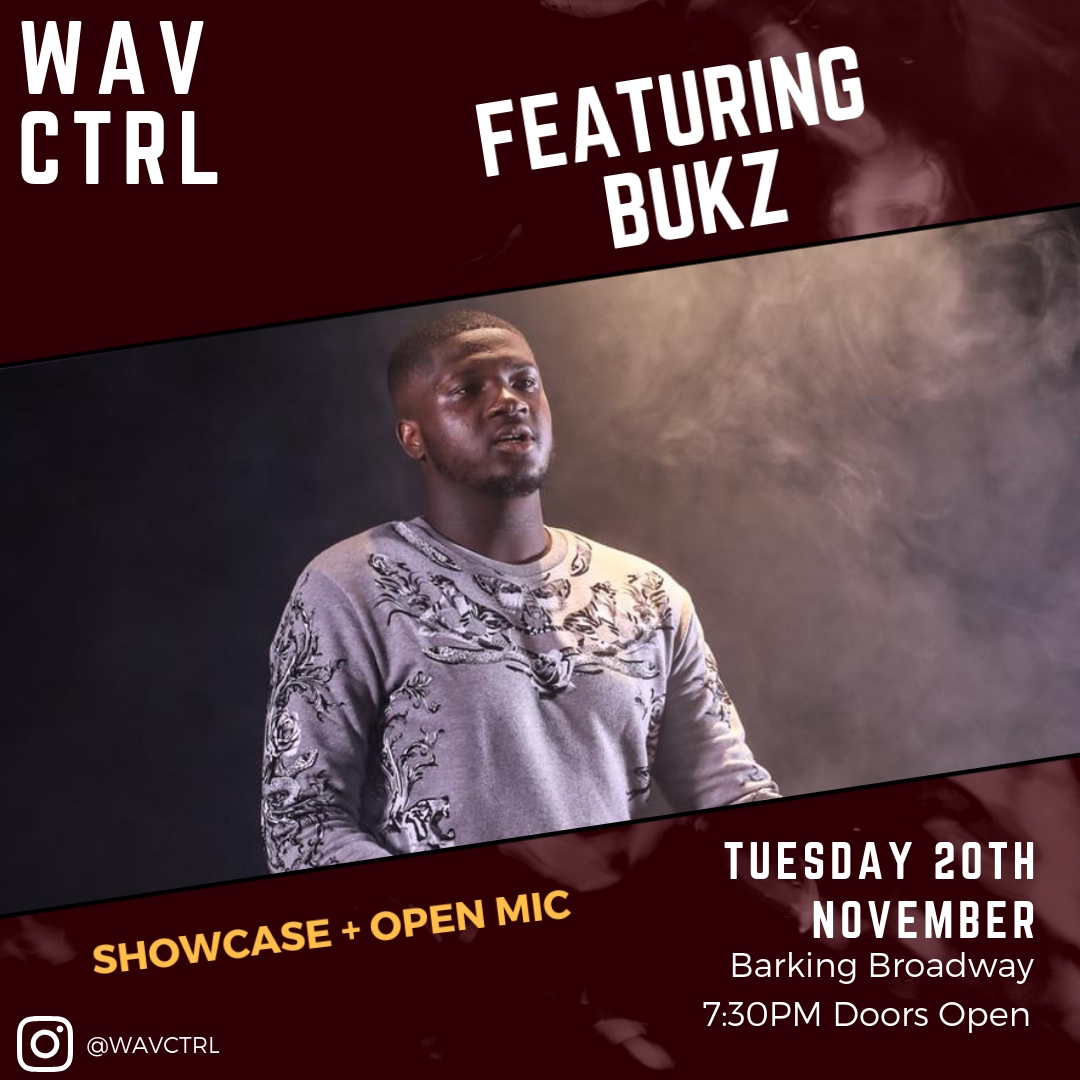 WAV
CTRL
FEATURING
BUKZ
SHOWCASE + OPEN MIC
TUESDAY 20TH
NOVEMBER
Barking Broadway
7:30PM Doors Open
@WAVCTRL